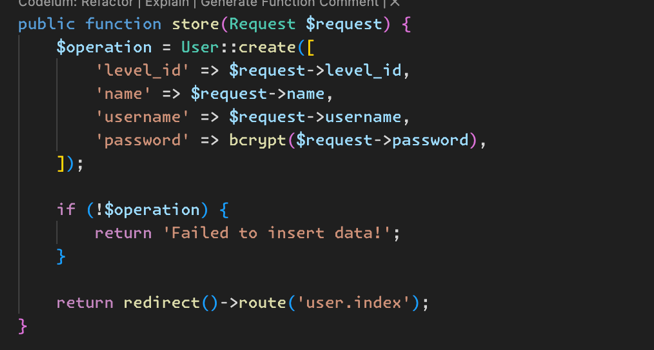 Codeium: Refactor | Explain | Generate Function Comment | ×
public function store(Request $request) {
    $operation = User::create([
        'level_id' => $request->level_id,
        'name' => $request->name,
        'username' => $request->username,
        'password' => bcrypt($request->password),
    ]);

    if (!$operation) {
        return 'Failed to insert data!';
    }

    return redirect()->route('user.index');
}